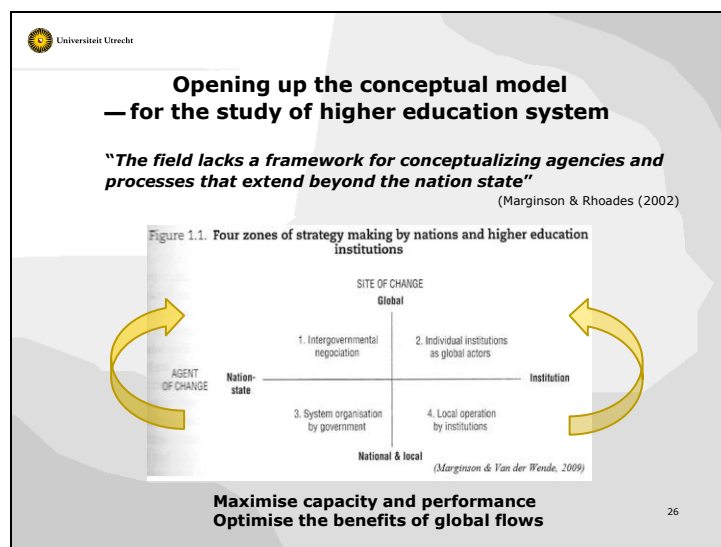 Universiteit Utrecht
Opening up the conceptual model
— for the study of higher education system
“The field lacks a framework for conceptualizing agencies and
processes that extend beyond the nation state”
(Marginson & Rhoades (2002)
Figure 1.1. Four zones of strategy making by nations and higher education
institutions
SITE OF CHANGE
Global
1. Intergovernmental
negociation
2. Individual institutions
as global actors
AGENT
OF CHANGE
Nation-
state
Institution
3. System organisation
by government
4. Local operation
by institutions
National & local
(Marginson & Van der Wende, 2009)
Maximise capacity and performance
Optimise the benefits of global flows
26